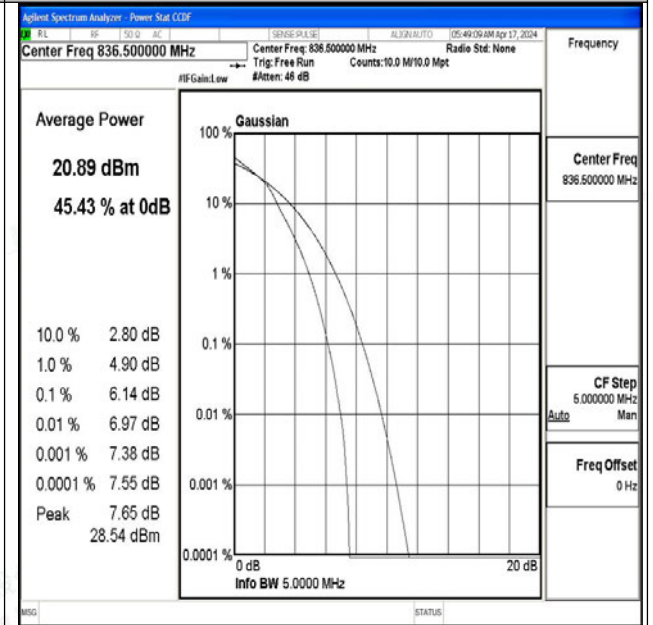 Agilent Spectrum Analyzer - Power Stat CCDF
RL RF 50 Ω AC SENSE:PULSE ALIGN AUTO 05:49:09 AM Apr 17, 2024
Center Freq 836.500000 MHz
Center Freq: 836.500000 MHz Radio Std: None
Trig: Free Run Counts:10.0 M/10.0 Mpt
#IFGain:Low #Atten: 46 dB
Frequency
Average Power
20.89 dBm
45.43 % at 0dB
10.0 % 2.80 dB
1.0 % 4.90 dB
0.1 % 6.14 dB
0.01 % 6.97 dB
0.001 % 7.38 dB
0.0001 % 7.55 dB
Peak 7.65 dB
28.54 dBm
Gaussian
100 %
10 %
1 %
0.1 %
0.01 %
0.001 %
0.0001 %
0 dB 20 dB
Info BW 5.0000 MHz
Center Freq
836.500000 MHz
CF Step
5.000000 MHz
Auto Man
Freq Offset
0 Hz
MSG STATUS